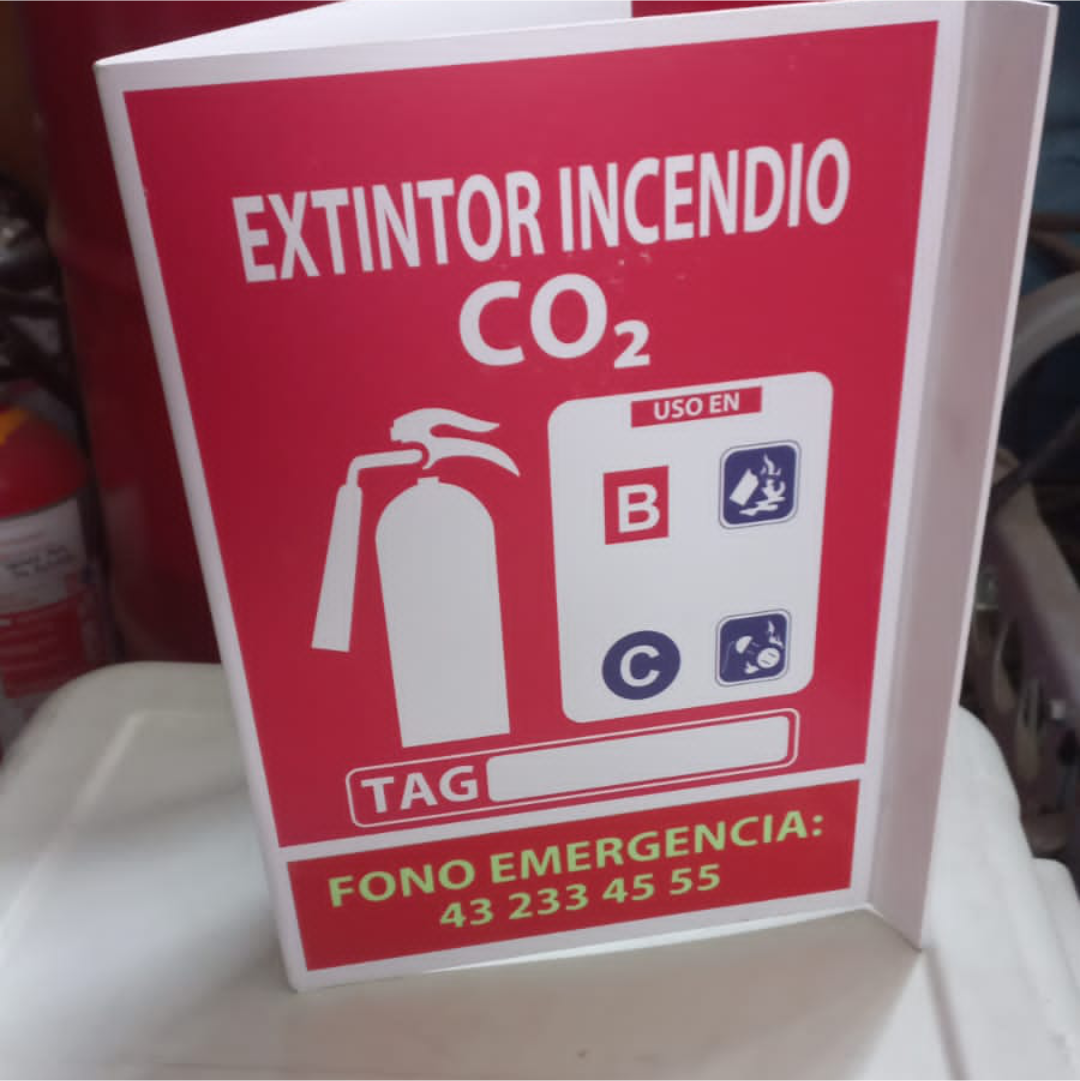 EXTINTOR INCENDIO
CO₂
USO EN
B
C
TAG
FONO EMERGENCIA:
43 233 45 55